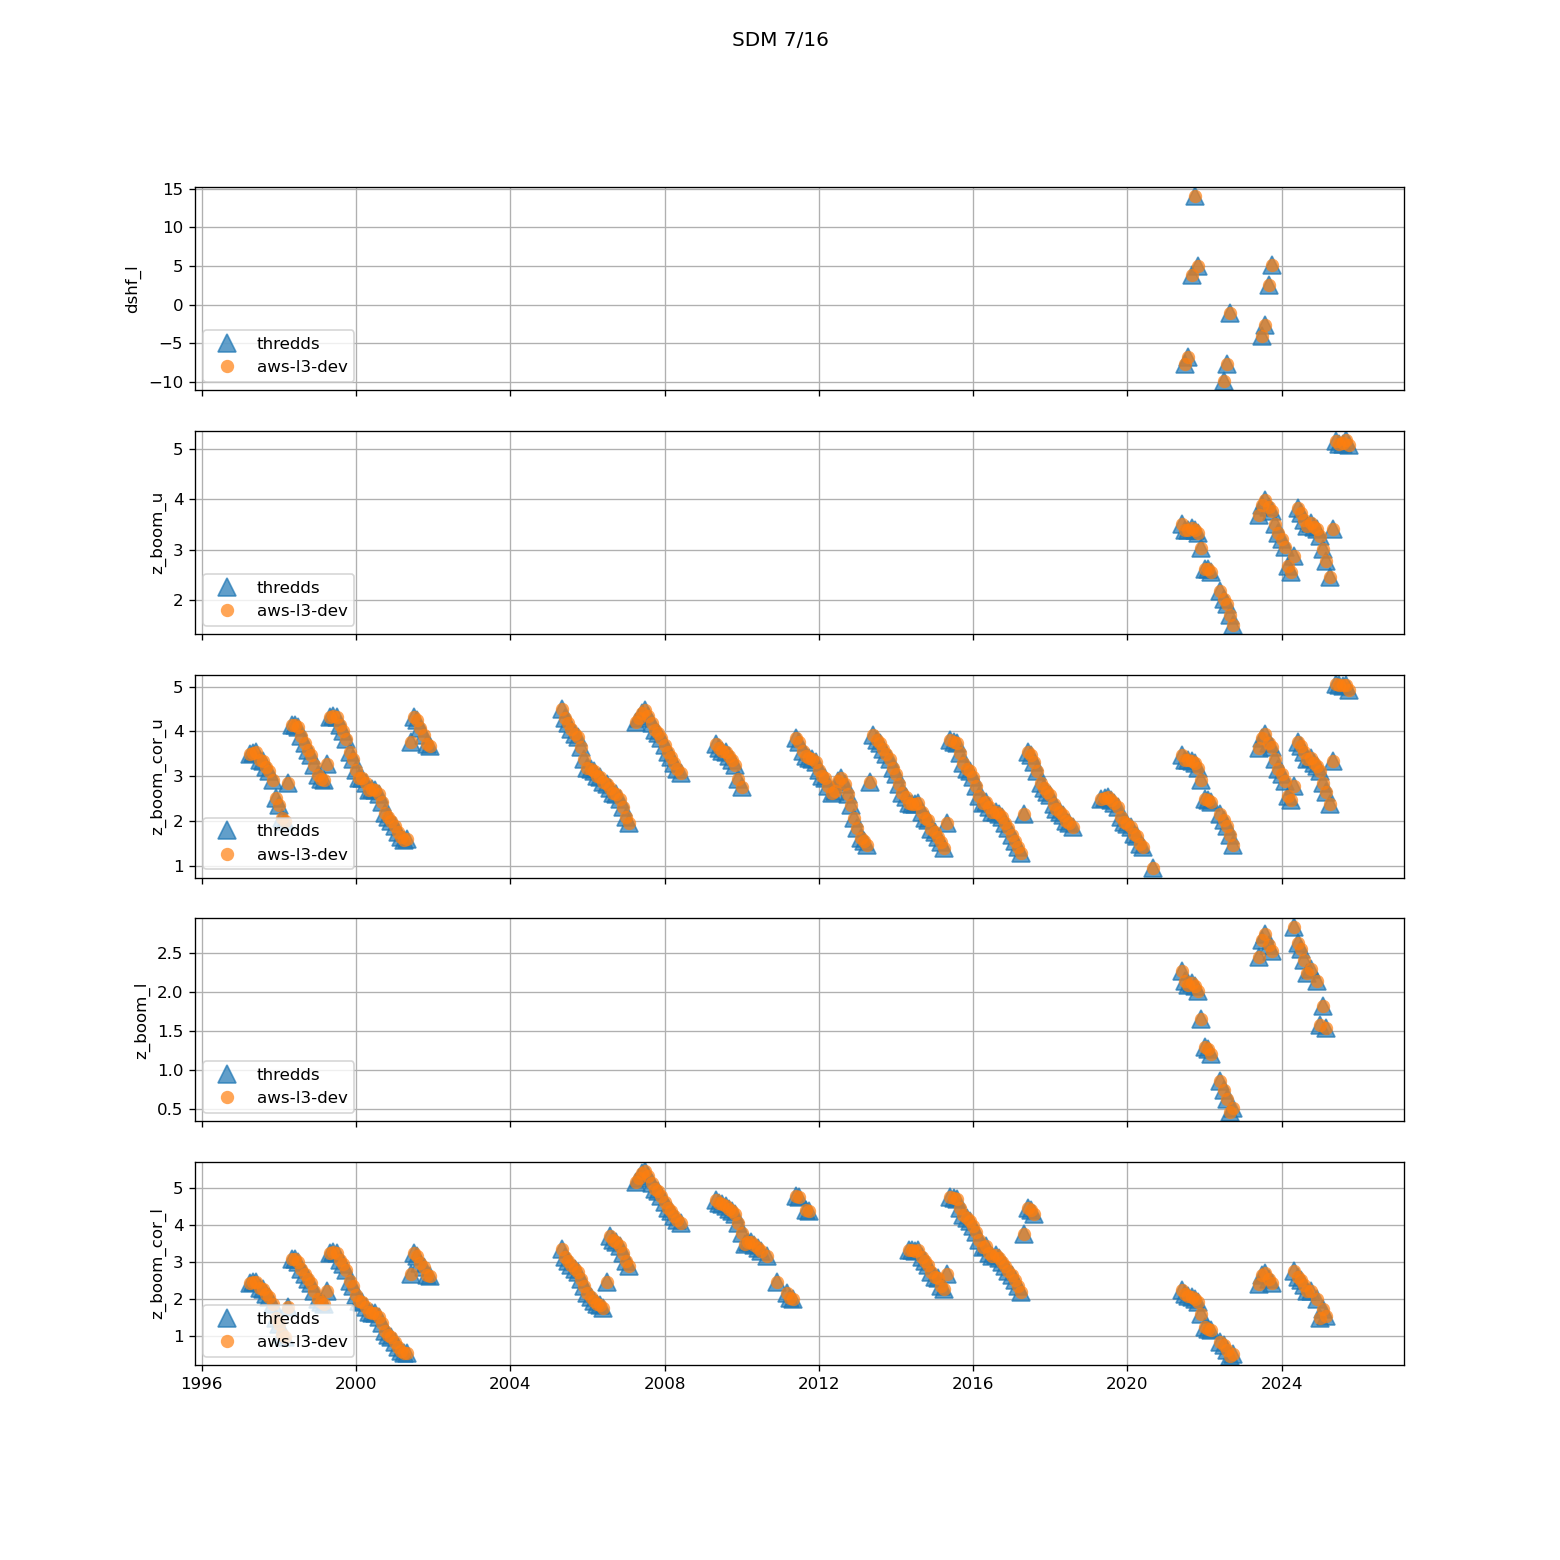 SDM 7/16
15
10
5
0
−5
−10
dshf_l
thredds
aws-l3-dev
5
4
3
2
z_boom_u
thredds
aws-l3-dev
5
4
3
2
1
z_boom_cor_u
thredds
aws-l3-dev
2.5
2.0
1.5
1.0
0.5
z_boom_l
thredds
aws-l3-dev
5
4
3
2
1
z_boom_cor_l
thredds
aws-l3-dev
1996 2000 2004 2008 2012 2016 2020 2024